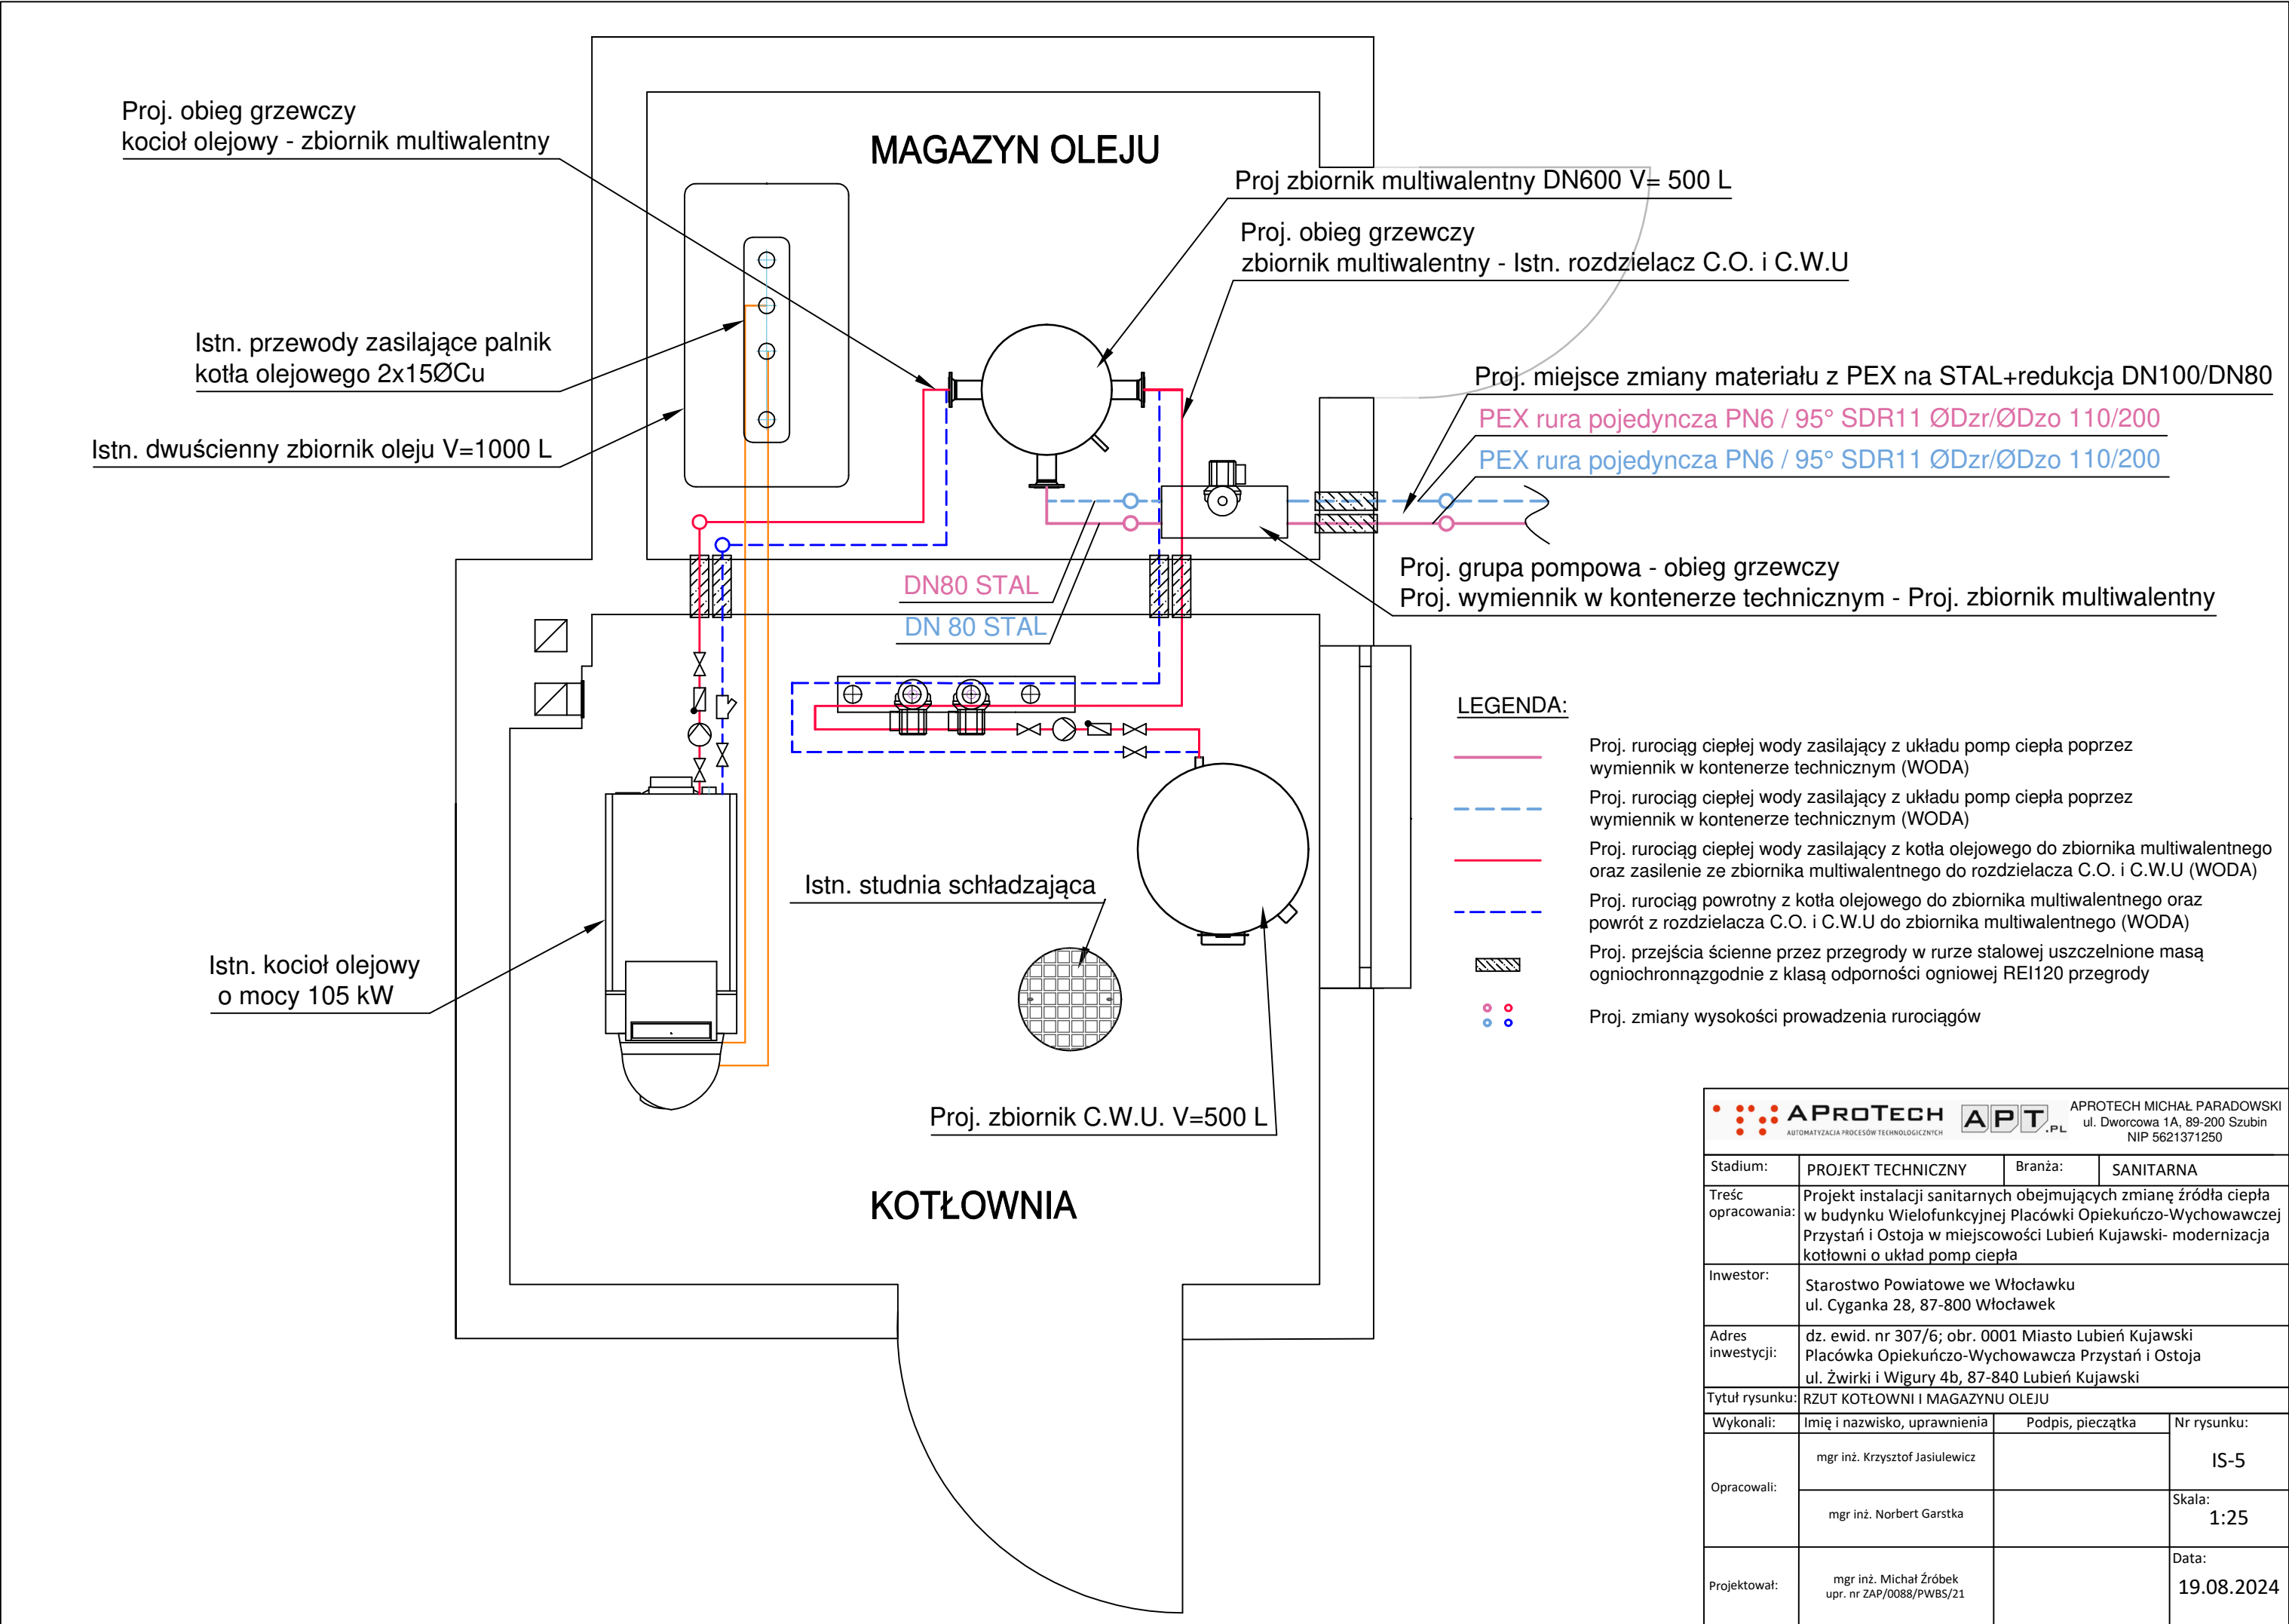 Proj. obieg grzewczy
kocioł olejowy - zbiornik multiwalentny
MAGAZYN OLEJU
Proj zbiornik multiwalentny DN600 V= 500 L
Proj. obieg grzewczy
zbiornik multiwalentny - Istn. rozdzielacz C.O. i C.W.U
Istn. przewody zasilające palnik
kotła olejowego 2x15ØCu
Istn. dwuścienny zbiornik oleju V=1000 L
Proj. miejsce zmiany materiału z PEX na STAL+redukcja DN100/DN80
PEX rura pojedyncza PN6 / 95° SDR11 ØDzr/ØDzo 110/200
PEX rura pojedyncza PN6 / 95° SDR11 ØDzr/ØDzo 110/200
DN80 STAL
DN 80 STAL
Proj. grupa pompowa - obieg grzewczy
Proj. wymiennik w kontenerze technicznym - Proj. zbiornik multiwalentny
Istn. studnia schładzająca
Istn. kocioł olejowy
o mocy 105 kW
Proj. zbiornik C.W.U. V=500 L
KOTŁOWNIA
LEGENDA:
Proj. rurociąg ciepłej wody zasilający z układu pomp ciepła poprzez
wymiennik w kontenerze technicznym (WODA)
Proj. rurociąg ciepłej wody zasilający z układu pomp ciepła poprzez
wymiennik w kontenerze technicznym (WODA)
Proj. rurociąg ciepłej wody zasilający z kotła olejowego do zbiornika multiwalentnego
oraz zasilenie ze zbiornika multiwalentnego do rozdzielacza C.O. i C.W.U (WODA)
Proj. rurociąg powrotny z kotła olejowego do zbiornika multiwalentnego oraz
powrót z rozdzielacza C.O. i C.W.U do zbiornika multiwalentnego (WODA)
Proj. przejścia ścienne przez przegrody w rurze stalowej uszczelnione masą
ogniochronnązgodnie z klasą odporności ogniowej REI120 przegrody
Proj. zmiany wysokości prowadzenia rurociągów
APROTECH
AUTOMATYZACJA PROCESÓW TECHNOLOGICZNYCH
APT.PL
APROTECH MICHAŁ PARADOWSKI
ul. Dworcowa 1A, 89-200 Szubin
NIP 5621371250
Stadium: PROJEKT TECHNICZNY Branża: SANITARNA
Treśc opracowania:
Projekt instalacji sanitarnych obejmujących zmianę źródła ciepła
w budynku Wielofunkcyjnej Placówki Opiekuńczo-Wychowawczej
Przystań i Ostoja w miejscowości Lubień Kujawski- modernizacja
kotłowni o układ pomp ciepła
Inwestor:
Starostwo Powiatowe we Włocławku
ul. Cyganka 28, 87-800 Włocławek
Adres inwestycji:
dz. ewid. nr 307/6; obr. 0001 Miasto Lubień Kujawski
Placówka Opiekuńczo-Wychowawcza Przystań i Ostoja
ul. Żwirki i Wigury 4b, 87-840 Lubień Kujawski
Tytuł rysunku: RZUT KOTŁOWNI I MAGAZYNU OLEJU
Wykonali: Imię i nazwisko, uprawnienia Podpis, pieczątka Nr rysunku:
IS-5
Opracowali:
mgr inż. Krzysztof Jasiulewicz
mgr inż. Norbert Garstka
Skala:
1:25
Projektował:
mgr inż. Michał Źróbek
upr. nr ZAP/0088/PWBS/21
Data:
19.08.2024